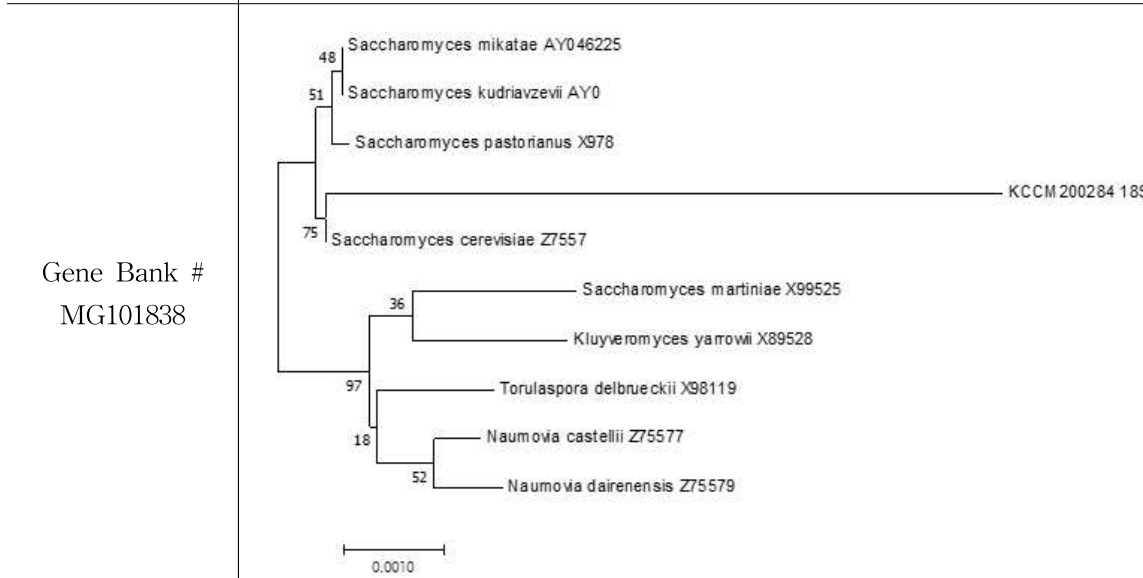 Gene Bank #
MG101838
Saccharomyces mikatae AY046225
48
51
Saccharomyces kudriavzevii AY0
Saccharomyces pastorianus X978
KCCM 200284 185
75
Saccharomyces cerevisiae Z7557
Saccharomyces martiniae X99525
36
Kluyveromyces yarrowii X89528
97
Torulaspora delbrueckii X98119
18
Naumovia castellii Z75577
52
Naumovia dairenensis Z75579
0.0010